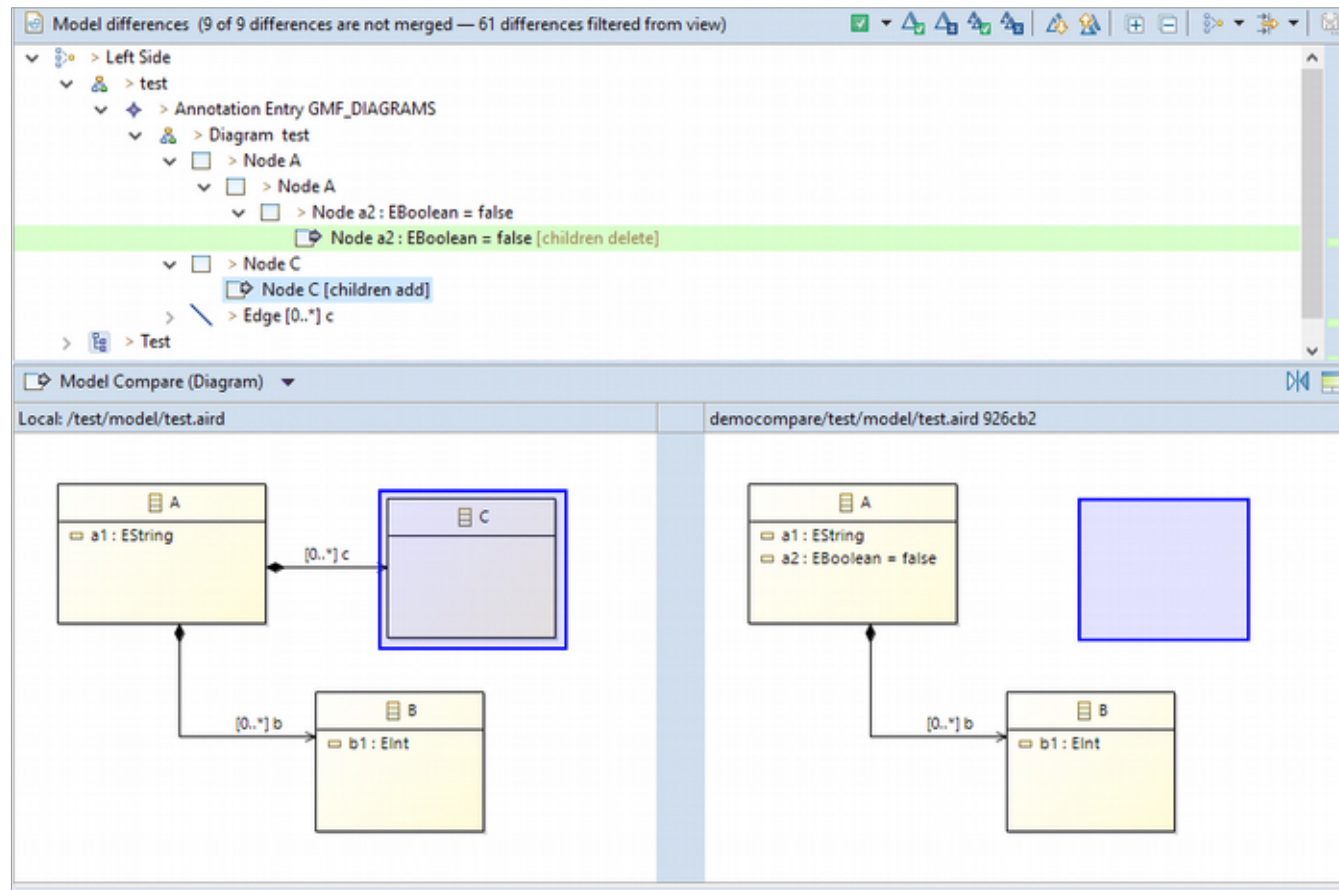 Model differences (9 of 9 differences are not merged — 61 differences filtered from view)
> Left Side
> test
> Annotation Entry GMF_DIAGRAMS
> Diagram test
> Node A
> Node A
> Node a2 : EBoolean = false
Node a2 : EBoolean = false [children delete]
> Node C
Node C [children add]
> Edge [0..*] c
> Test
Model Compare (Diagram)
Local: /test/model/test.aird
democompare/test/model/test.aird 926cb2
A
a1 : EString
[0..*] c
C
[0..*] b
B
b1 : EInt
A
a1 : EString
a2 : EBoolean = false
[0..*] b
B
b1 : EInt